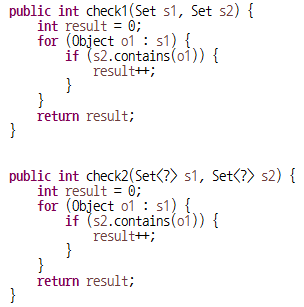 public int check1(Set s1, Set s2) {
    int result = 0;
    for (Object o1 : s1) {
        if (s2.contains(o1)) {
            result++;
        }
    }
    return result;
}

public int check2(Set<?> s1, Set<?> s2) {
    int result = 0;
    for (Object o1 : s1) {
        if (s2.contains(o1)) {
            result++;
        }
    }
    return result;
}